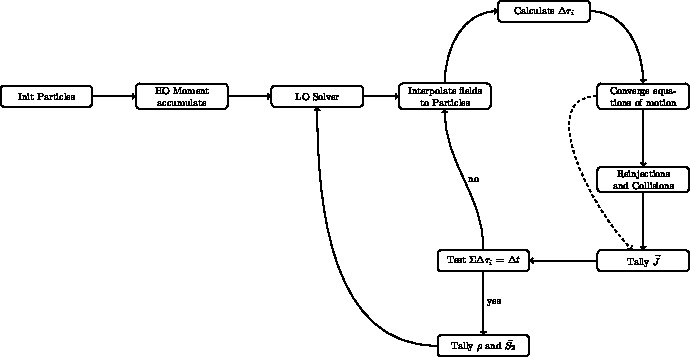 Calculate Δτᵢ
Init Particles
HO Moment
accumulate
LO Solver
Interpolate fields
to Particles
Converge equa-
tions of motion
Reinjections
and Collisions
no
Test ΣΔτᵢ = Δt
Tally J̄
yes
Tally ρ and S̄₂